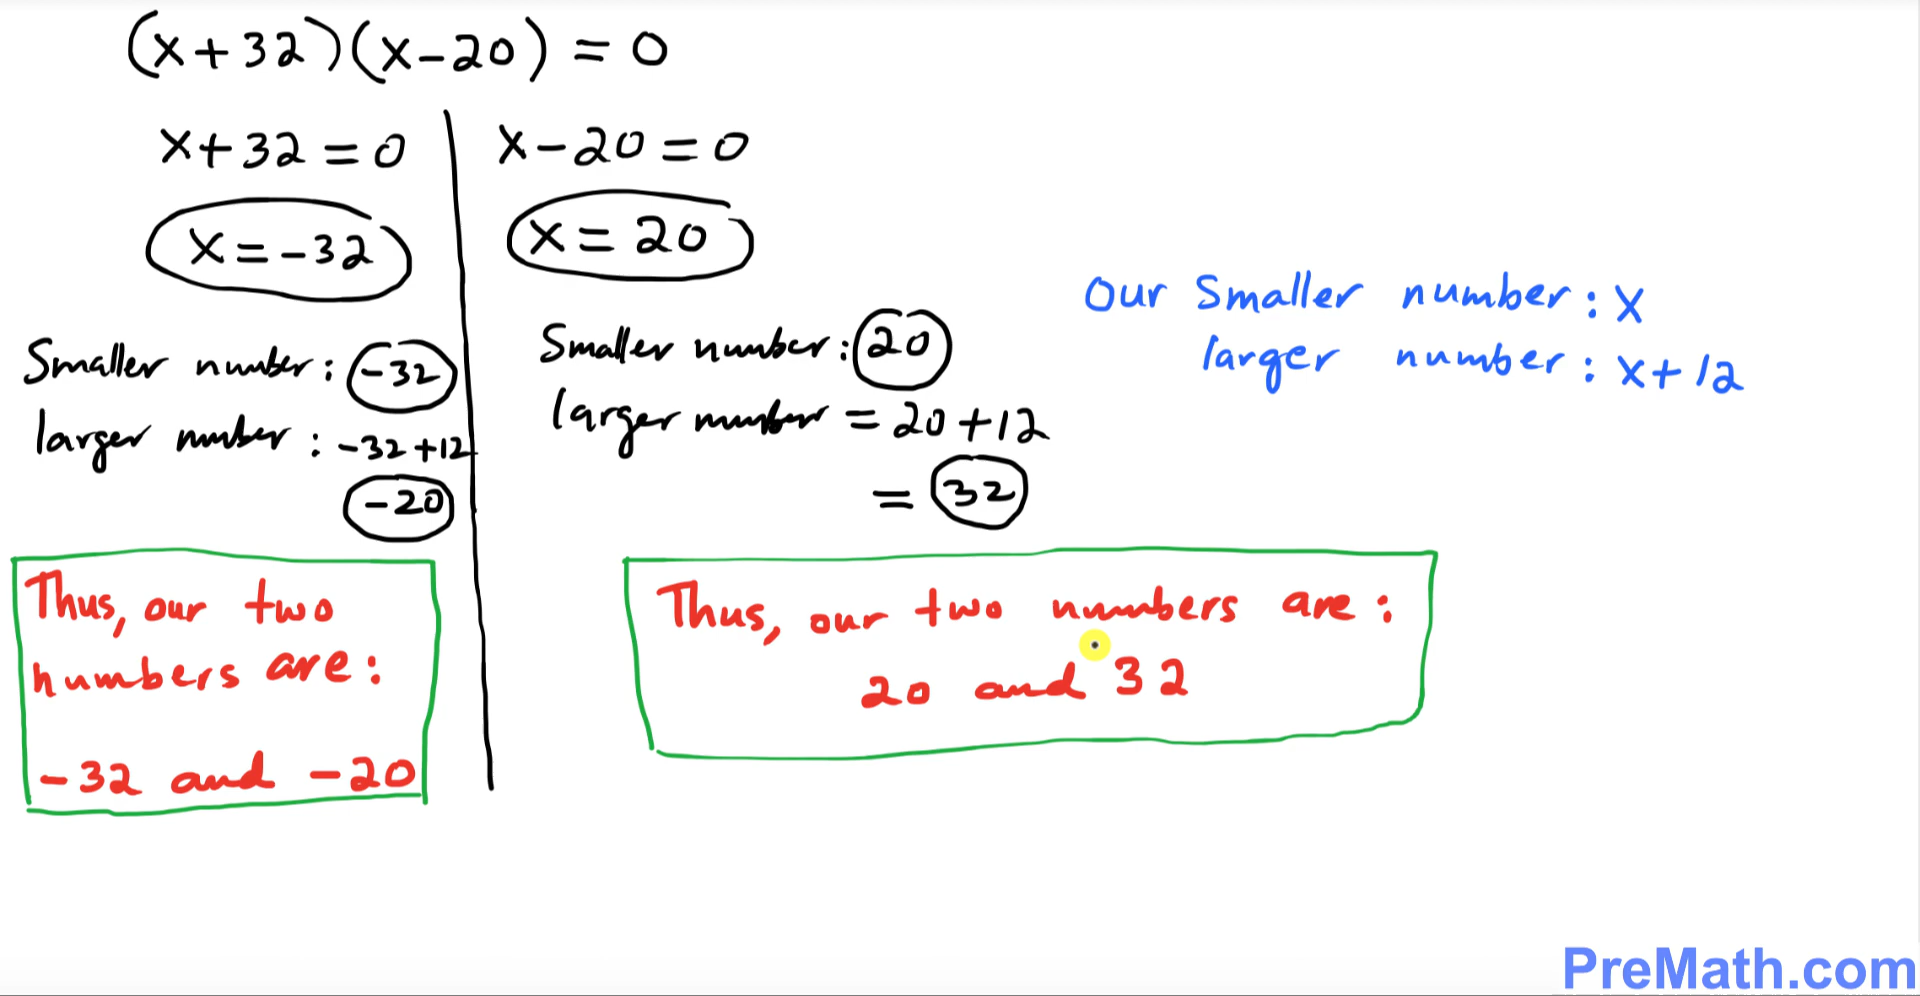 (x+32)(x-20) = 0
x+32 = 0
x = -32
Smaller number: -32
larger number: -32+12
-20
Thus, our two
numbers are:
-32 and -20
x-20 = 0
x = 20
Smaller number: 20
larger number = 20+12
= 32
Thus, our two numbers are:
20 and 32
Our Smaller number: x
larger number: x+12
PreMath.com